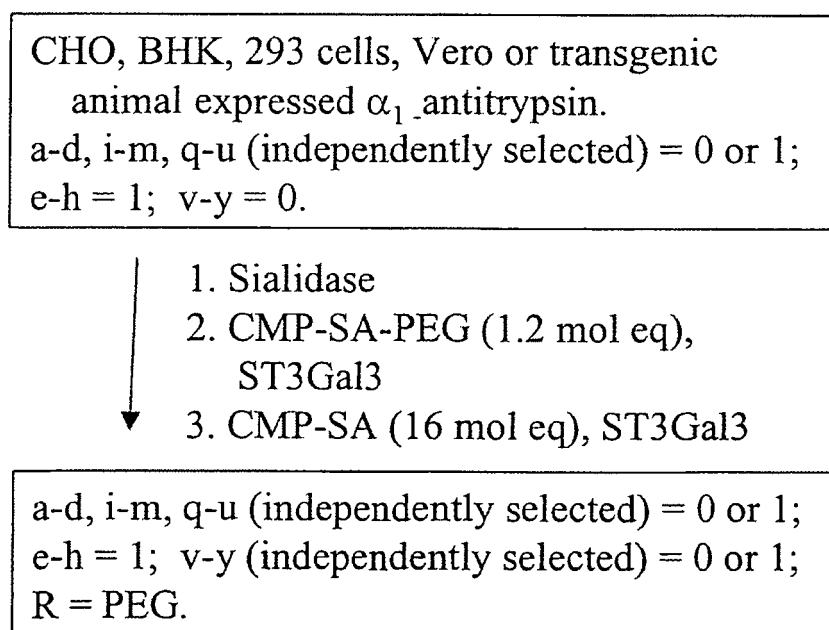 CHO, BHK, 293 cells, Vero or transgenic
animal expressed α₁ antitrypsin.
a-d, i-m, q-u (independently selected) = 0 or 1;
e-h = 1; v-y = 0.
1. Sialidase
2. CMP-SA-PEG (1.2 mol eq),
ST3Gal3
3. CMP-SA (16 mol eq), ST3Gal3
a-d, i-m, q-u (independently selected) = 0 or 1;
e-h = 1; v-y (independently selected) = 0 or 1;
R = PEG.